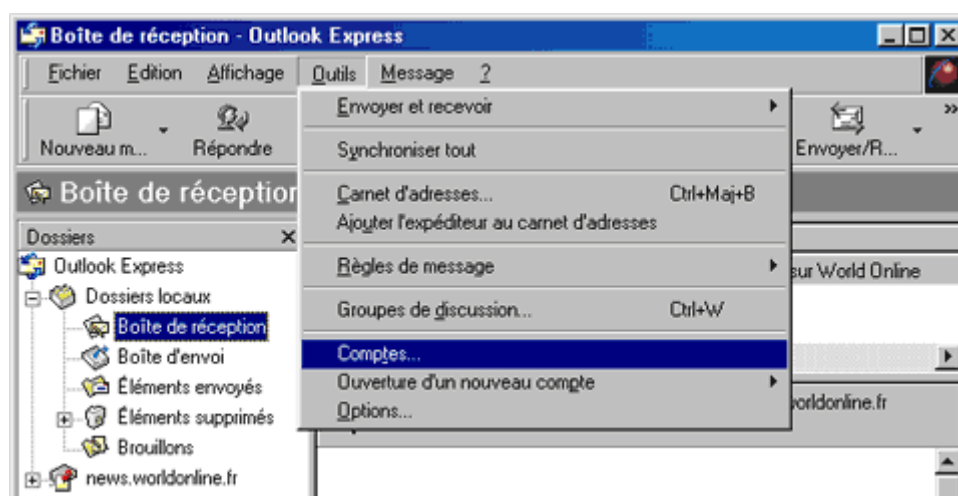 Boîte de réception - Outlook Express
Fichier Edition Affichage Outils Message ?
Nouveau m... Répondre Envoyer/R... »
Boîte de réception
Dossiers
Outlook Express
Dossiers locaux
Boîte de réception
Boîte d'envoi
Éléments envoyés
Éléments supprimés
Brouillons
news.worldonline.fr
Envoyer et recevoir
Synchroniser tout
Carnet d'adresses... Ctrl+Maj+B
Ajouter l'expéditeur au carnet d'adresses
Règles de message
Groupes de discussion... Ctrl+W
Comptes...
Ouverture d'un nouveau compte
Options...
sur World Online
worldonline.fr